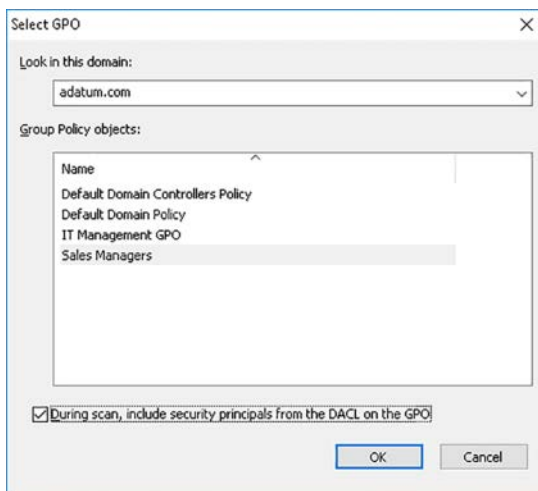 Select GPO
Look in this domain:
adatum.com
Group Policy objects:
Name
Default Domain Controllers Policy
Default Domain Policy
IT Management GPO
Sales Managers
During scan, include security principals from the DACL on the GPO
OK Cancel